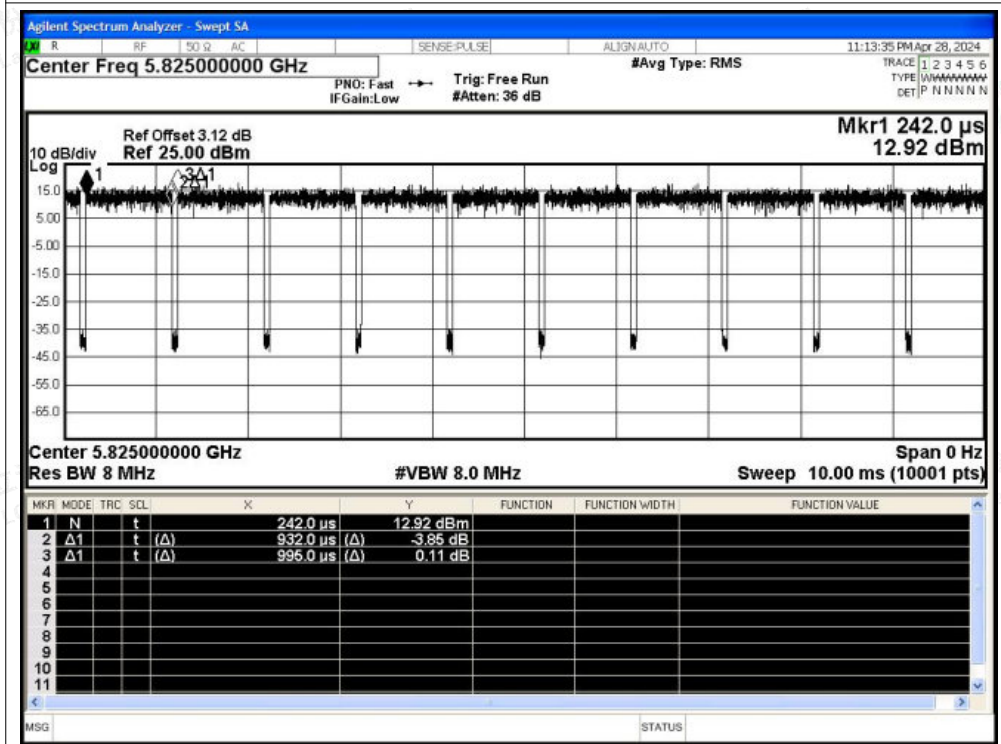 Agilent Spectrum Analyzer - Swept SA
LXI R RF 50 Ω AC SENSE:PULSE ALIGNAUTO 11:13:35 PM Apr 28, 2024
Center Freq 5.825000000 GHz #Avg Type: RMS TRACE 1 2 3 4 5 6
PNO: Fast Trig: Free Run TYPE
IFGain:Low #Atten: 36 dB DET P N N N N N
Mkr1 242.0 µs
Ref Offset 3.12 dB
10 dB/div Ref 25.00 dBm 12.92 dBm
Log
1 3Δ1
2Δ1
15.0
5.00
-5.00
-15.0
-25.0
-35.0
-45.0
-55.0
-65.0
Center 5.825000000 GHz Span 0 Hz
Res BW 8 MHz #VBW 8.0 MHz Sweep 10.00 ms (10001 pts)
MKR MODE TRC SCL X Y FUNCTION FUNCTION WIDTH FUNCTION VALUE
1 N t 242.0 µs 12.92 dBm
2 Δ1 t (Δ) 932.0 µs (Δ) -3.85 dB
3 Δ1 t (Δ) 995.0 µs (Δ) 0.11 dB
4
5
6
7
8
9
10
11
MSG STATUS